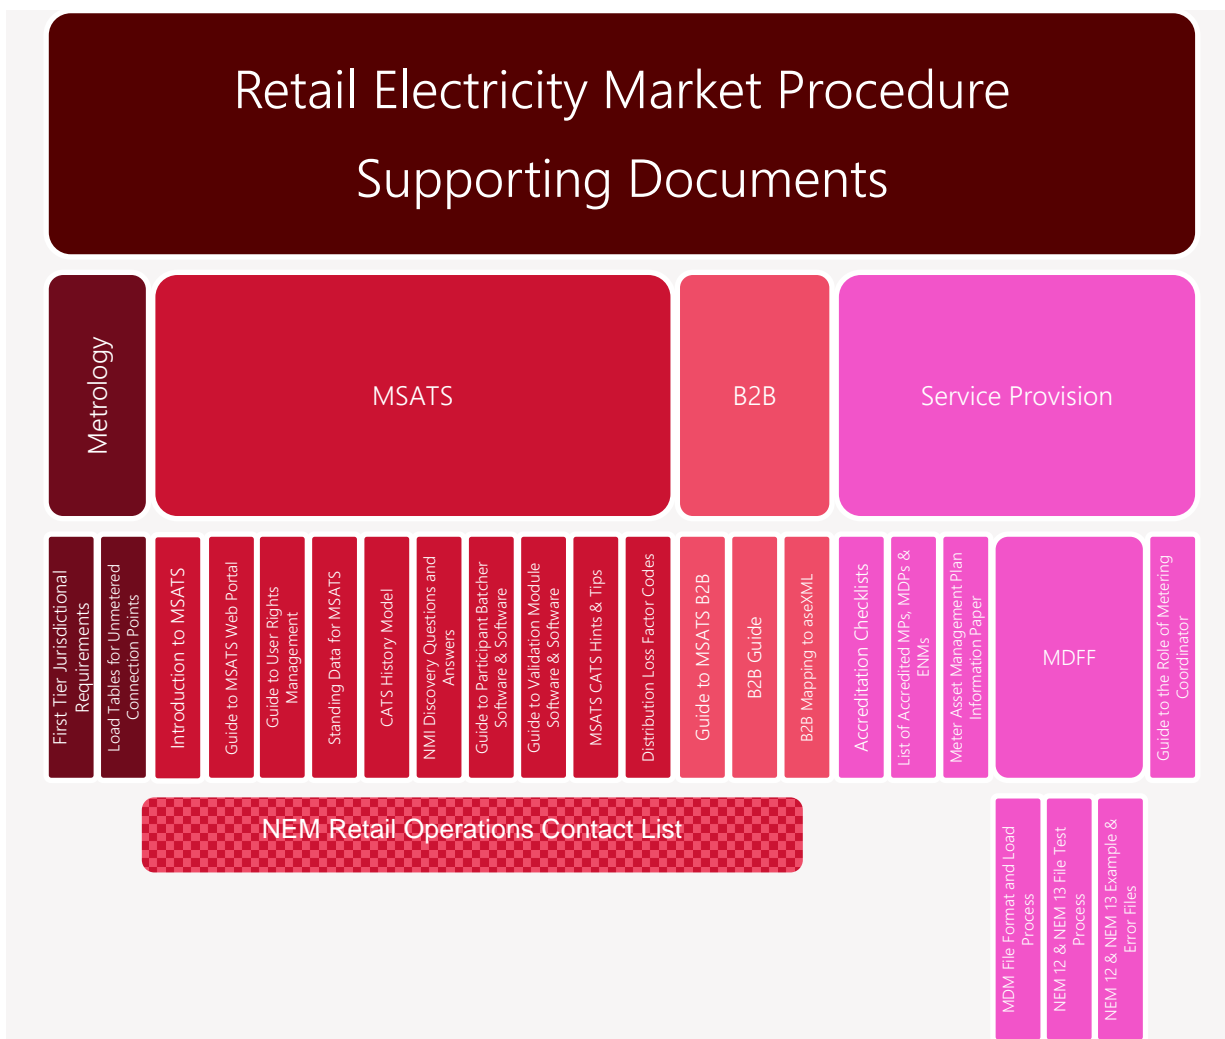 Retail Electricity Market Procedure
Supporting Documents
Metrology
MSATS
B2B
Service Provision
First Tier Jurisdictional
Requirements
Load Tables for Unmetered
Connection Points
Introduction to MSATS
Guide to MSATS Web Portal
Guide to User Rights
Management
Standing Data for MSATS
CATS History Model
NMI Discovery Questions and
Answers
Guide to Participant Batcher
Software & Software
Guide to Validation Module
Software & Software
MSATS CATS Hints & Tips
Distribution Loss Factor Codes
Guide to MSATS B2B
B2B Guide
B2B Mapping to aseXML
Accreditation Checklists
List of Accredited MPs, MDPs &
ENMs
Meter Asset Management Plan
Information Paper
MDFF
Guide to the Role of Metering
Coordinator
NEM Retail Operations Contact List
MDM File Format and Load
Process
NEM 12 & NEM 13 File Test
Process
NEM 12 & NEM 13 Example &
Error Files